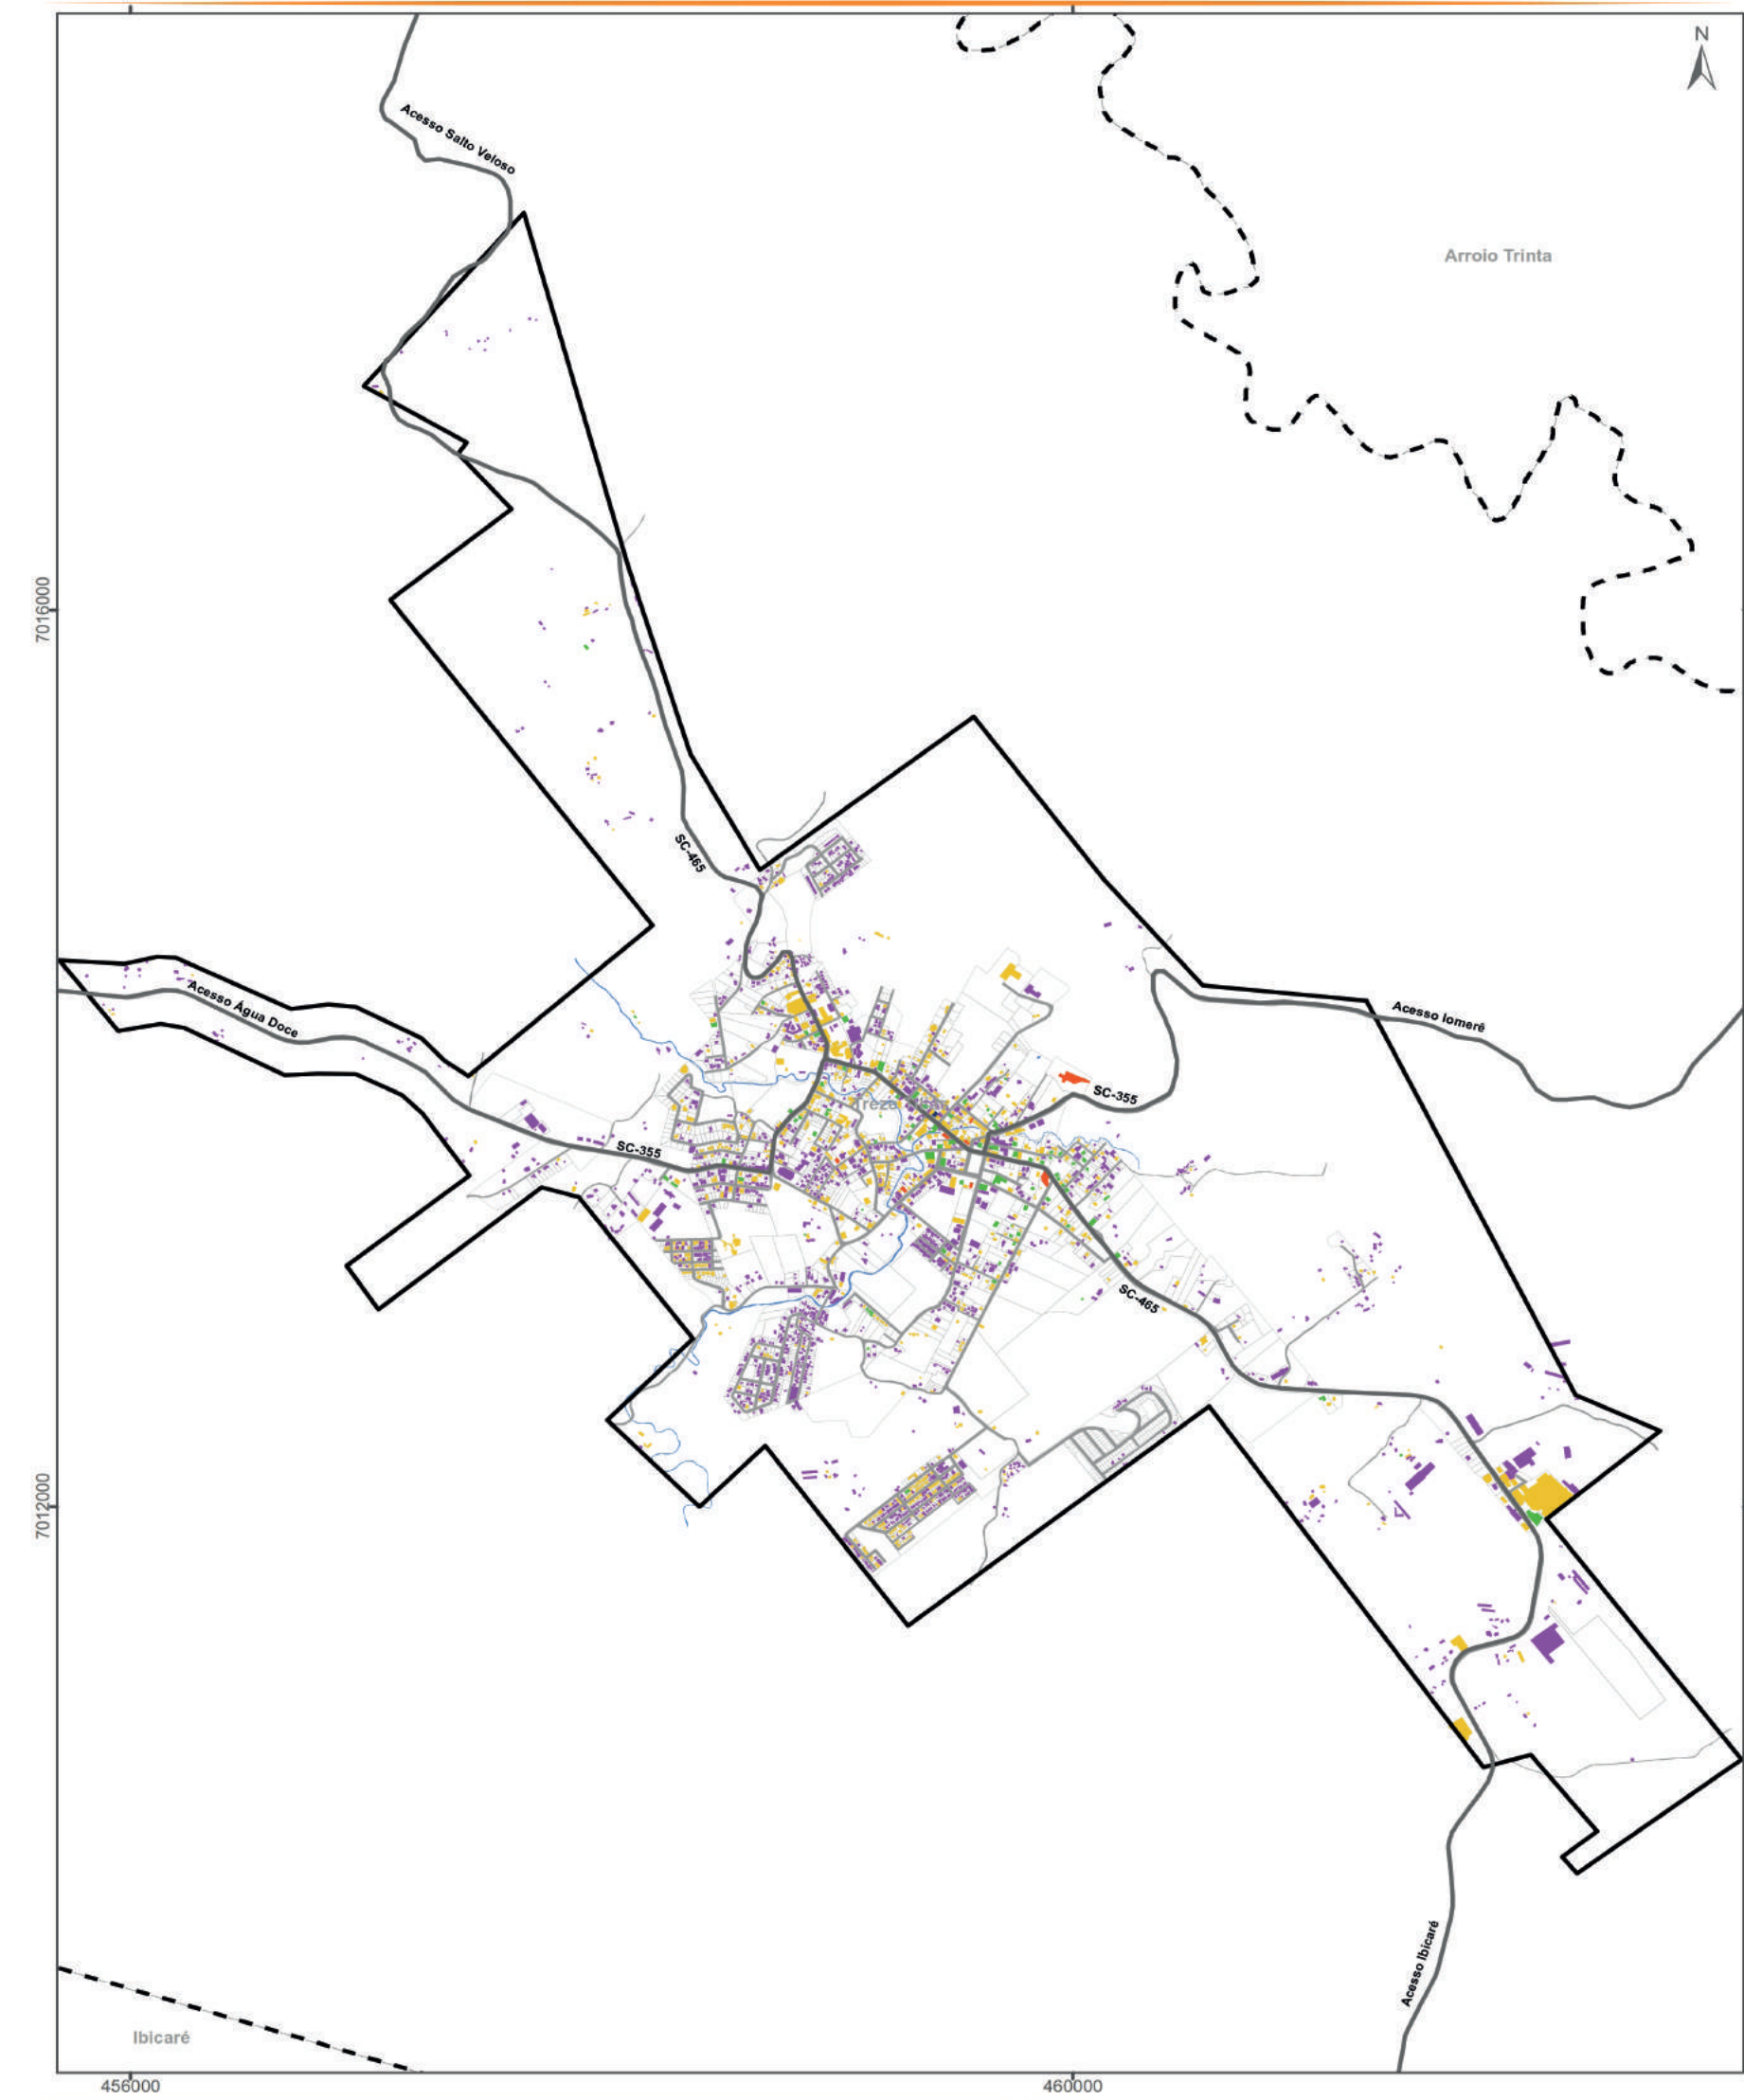 N
Acesso Salto Veloso
Arroio Trinta
7016000
SC-465
Acesso Água Doce
Acesso Iomerê
SC-355
SC-355
SC-465
7012000
Acesso Ibicaré
Ibicaré
456000
460000